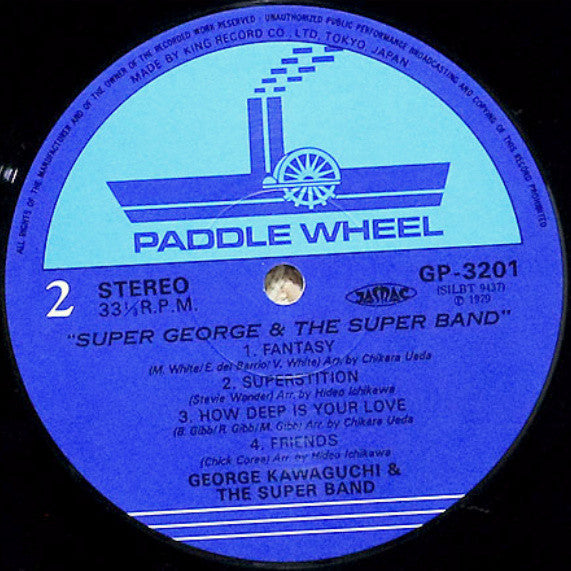 ALL RIGHTS OF THE MANUFACTURER AND OF THE OWNER OF THE RECORDED WORK RESERVED · UNAUTHORIZED PUBLIC PERFORMANCE BROADCASTING AND COPYING OF THIS RECORD PROHIBITED
MADE BY KING RECORD CO., LTD. TOKYO, JAPAN
PADDLE WHEEL
2
STEREO
33⅓ R.P.M.
JASRAC
GP-3201
(SILBT 9437)
Ⓟ 1979
"SUPER GEORGE & THE SUPER BAND"
1. FANTASY
(M. White/E. del Barrio/V. White) Arr. by Chikara Ueda
2. SUPERSTITION
(Stevie Wonder) Arr. by Hideo Ichikawa
3. HOW DEEP IS YOUR LOVE
(B. Gibb/R. Gibb/M. Gibb) Arr. by Chikara Ueda
4. FRIENDS
(Chick Corea) Arr. by Hideo Ichikawa
GEORGE KAWAGUCHI &
THE SUPER BAND